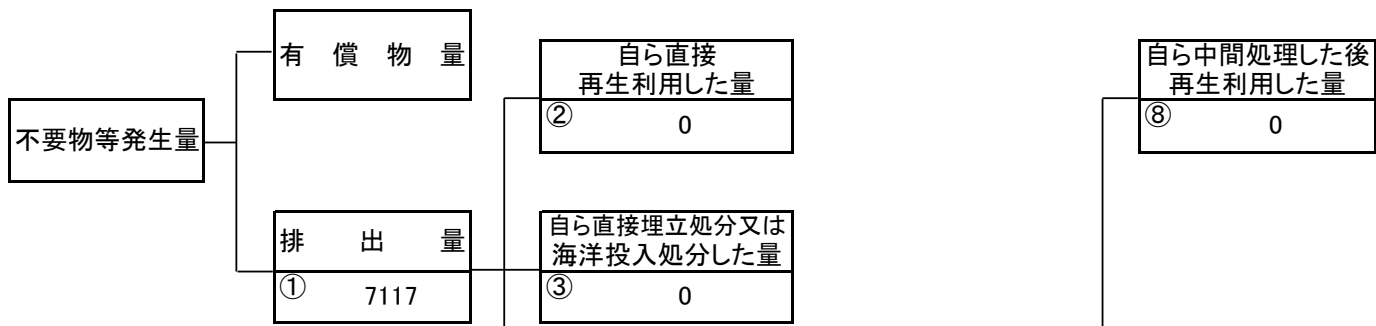 有償物量
自ら直接
再生利用した量
② 0
自ら中間処理した後
再生利用した量
⑧ 0
不要物等発生量
排出量
① 7117
自ら直接埋立処分又は
海洋投入処分した量
③ 0